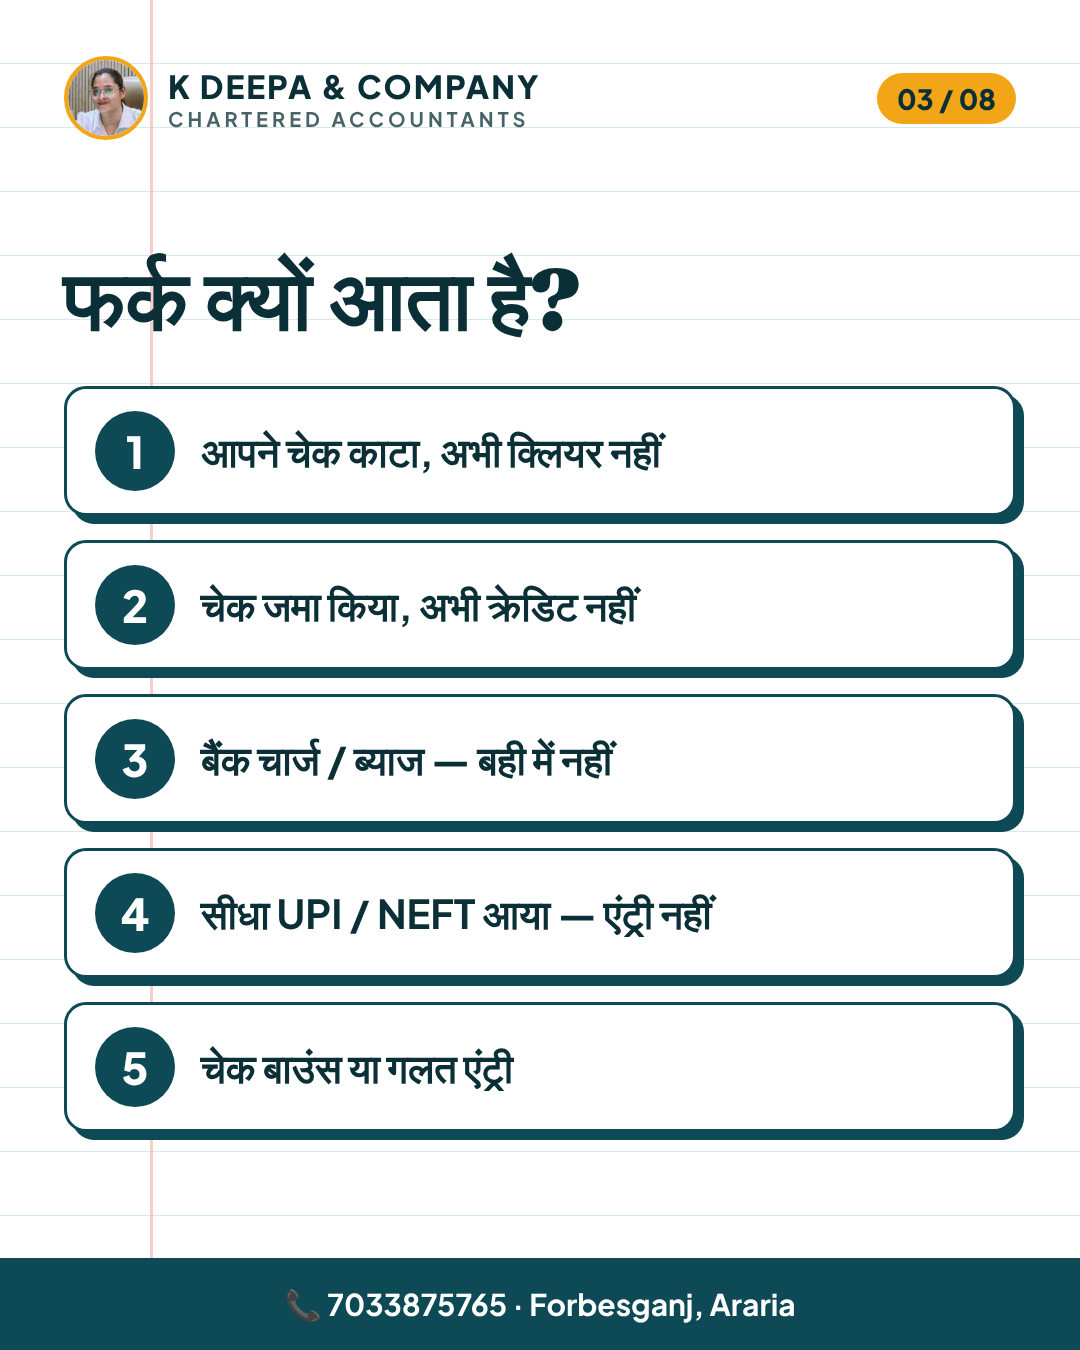 K DEEPA & COMPANY
CHARTERED ACCOUNTANTS
03 / 08
फर्क क्यों आता है?
1 आपने चेक काटा, अभी क्लियर नहीं
2 चेक जमा किया, अभी क्रेडिट नहीं
3 बैंक चार्ज / ब्याज — बही में नहीं
4 सीधा UPI / NEFT आया — एंट्री नहीं
5 चेक बाउंस या गलत एंट्री
📞 7033875765 · Forbesganj, Araria